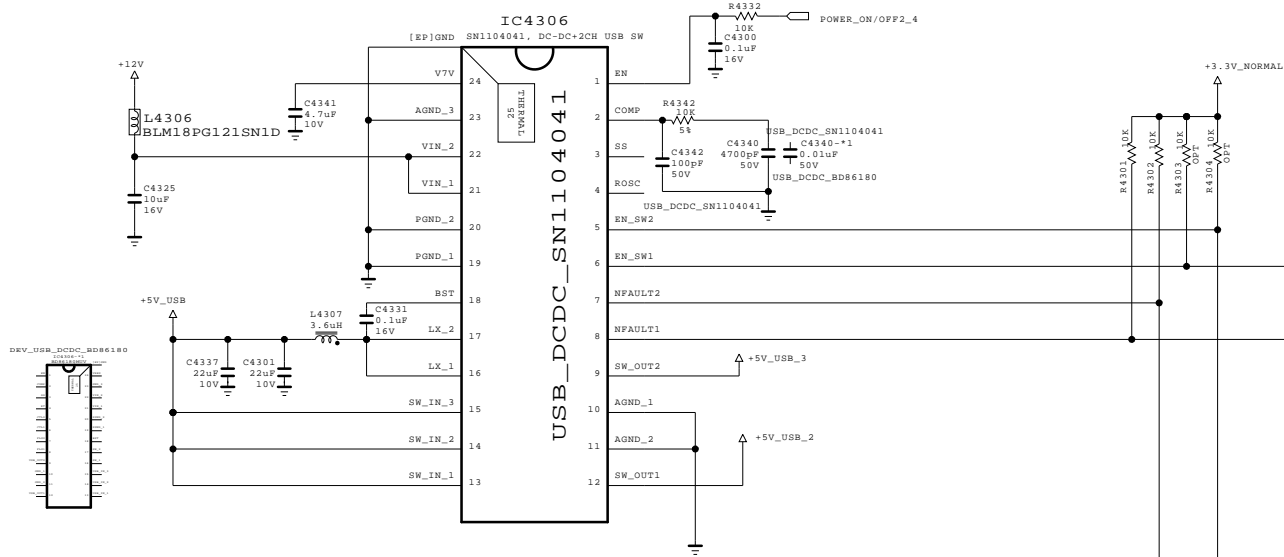 IC4306
SN1104041, DC-DC+2CH USB SW
[EP]GND
USB_DCDC_SN1104041
THERMAL
25
+12V
L4306
BLM18PG121SN1D
C4325
10uF
16V
C4341
4.7uF
10V
V7V
24
AGND_3
23
VIN_2
22
VIN_1
21
PGND_2
20
PGND_1
19
BST
18
LX_2
17
LX_1
16
SW_IN_3
15
SW_IN_2
14
SW_IN_1
13
+5V_USB
L4307
3.6uH
C4331
0.1uF
16V
C4337
22uF
10V
C4301
22uF
10V
DEV_USB_DCDC_BD86180
1
EN
2
COMP
3
SS
4
ROSC
5
EN_SW2
6
EN_SW1
7
NFAULT2
8
NFAULT1
9
SW_OUT2
10
AGND_1
11
AGND_2
12
SW_OUT1
R4332
10K
POWER_ON/OFF2_4
C4300
0.1uF
16V
R4342
10K
5%
C4342
100pF
50V
USB_DCDC_SN1104041
C4340
4700pF
50V
C4340-*1
0.01uF
50V
USB_DCDC_BD86180
USB_DCDC_SN1104041
+5V_USB_3
+5V_USB_2
+3.3V_NORMAL
R4301 10K
R4302 10K
R4303 10K
OPT
R4304 10K
OPT